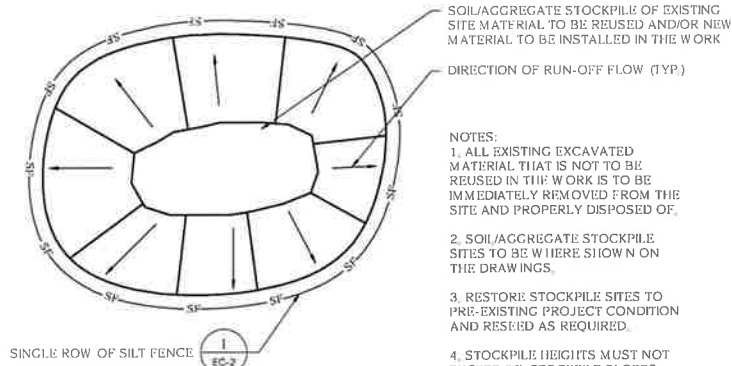 SOIL/AGGREGATE STOCKPILE OF EXISTING
SITE MATERIAL TO BE REUSED AND/OR NEW
MATERIAL TO BE INSTALLED IN THE WORK
DIRECTION OF RUN-OFF FLOW (TYP.)
SF
SF
SF
SF
SF
SF
SF
SF
SF
SF
SF
SF
SF
NOTES:
1. ALL EXISTING EXCAVATED
MATERIAL THAT IS NOT TO BE
REUSED IN THE WORK IS TO BE
IMMEDIATELY REMOVED FROM THE
SITE AND PROPERLY DISPOSED OF.
2. SOIL/AGGREGATE STOCKPILE
SITES TO BE WHERE SHOWN ON
THE DRAWINGS.
3. RESTORE STOCKPILE SITES TO
PRE-EXISTING PROJECT CONDITION
AND RESEED AS REQUIRED.
4. STOCKPILE HEIGHTS MUST NOT
SINGLE ROW OF SILT FENCE
1
EC-2